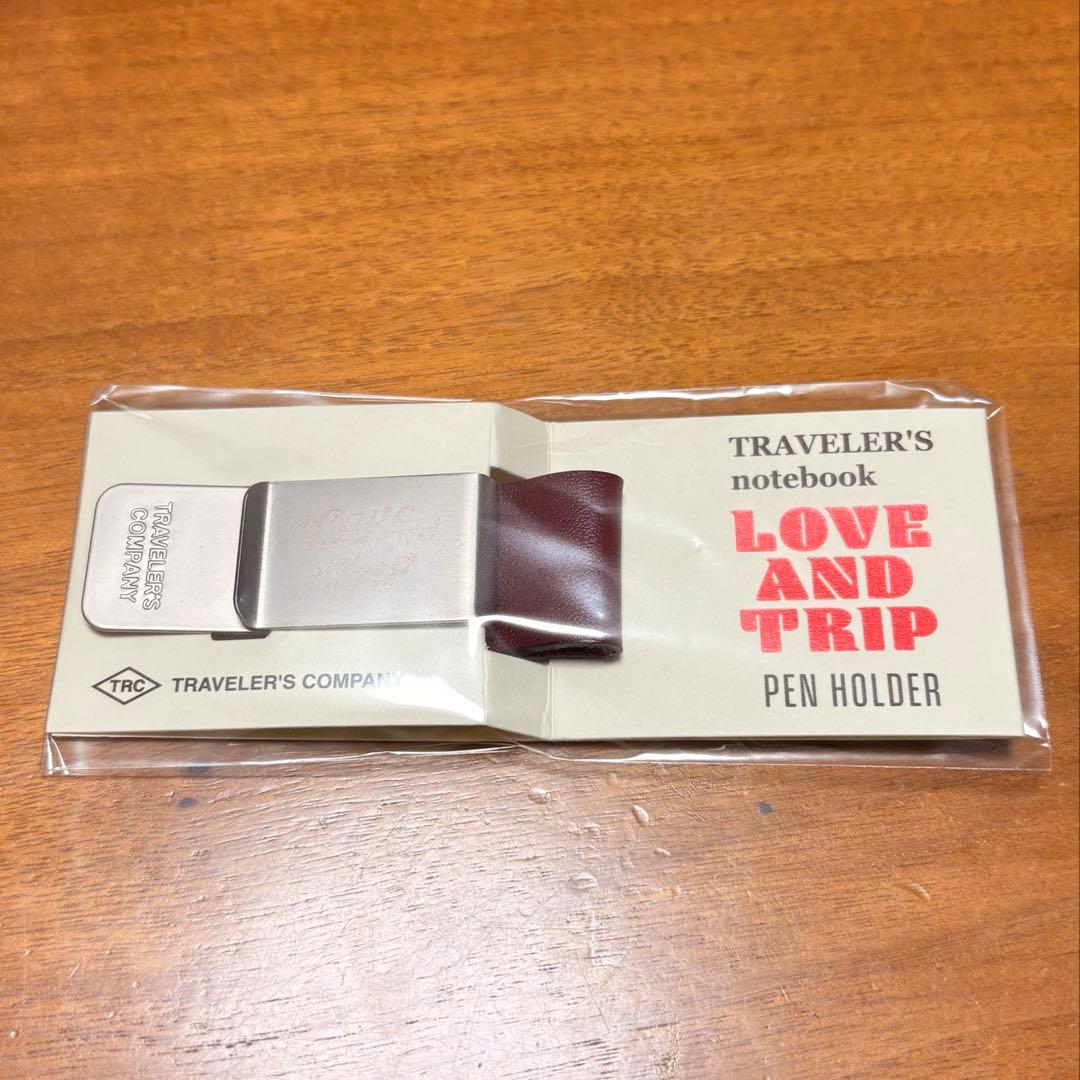 TRAVELER'S
COMPANY
TRC TRAVELER'S COMPANY
TRAVELER'S
notebook
LOVE
AND
TRIP
PEN HOLDER